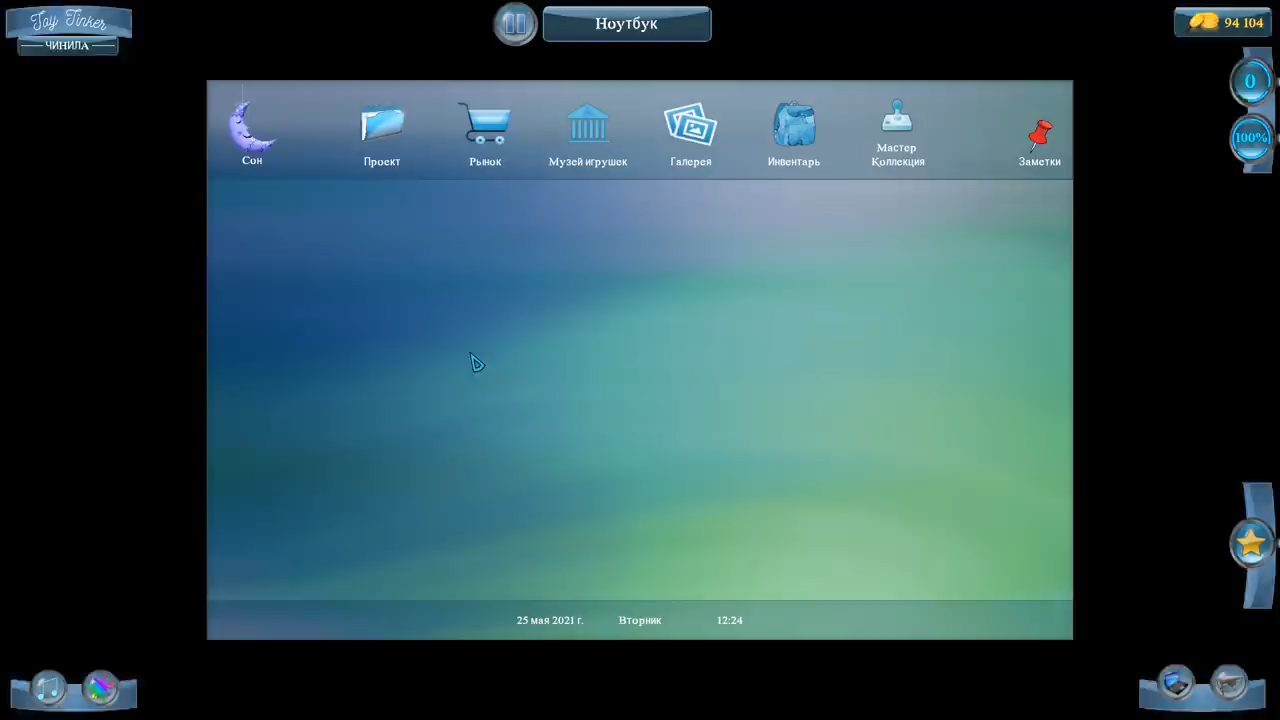 Toy Tinker
ЧИНИЛА
Ноутбук
94 104
0
100%
Сон
Проект
Рынок
Музей игрушек
Галерея
Инвентарь
Мастер
Коллекция
Заметки
25 мая 2021 г. Вторник 12:24